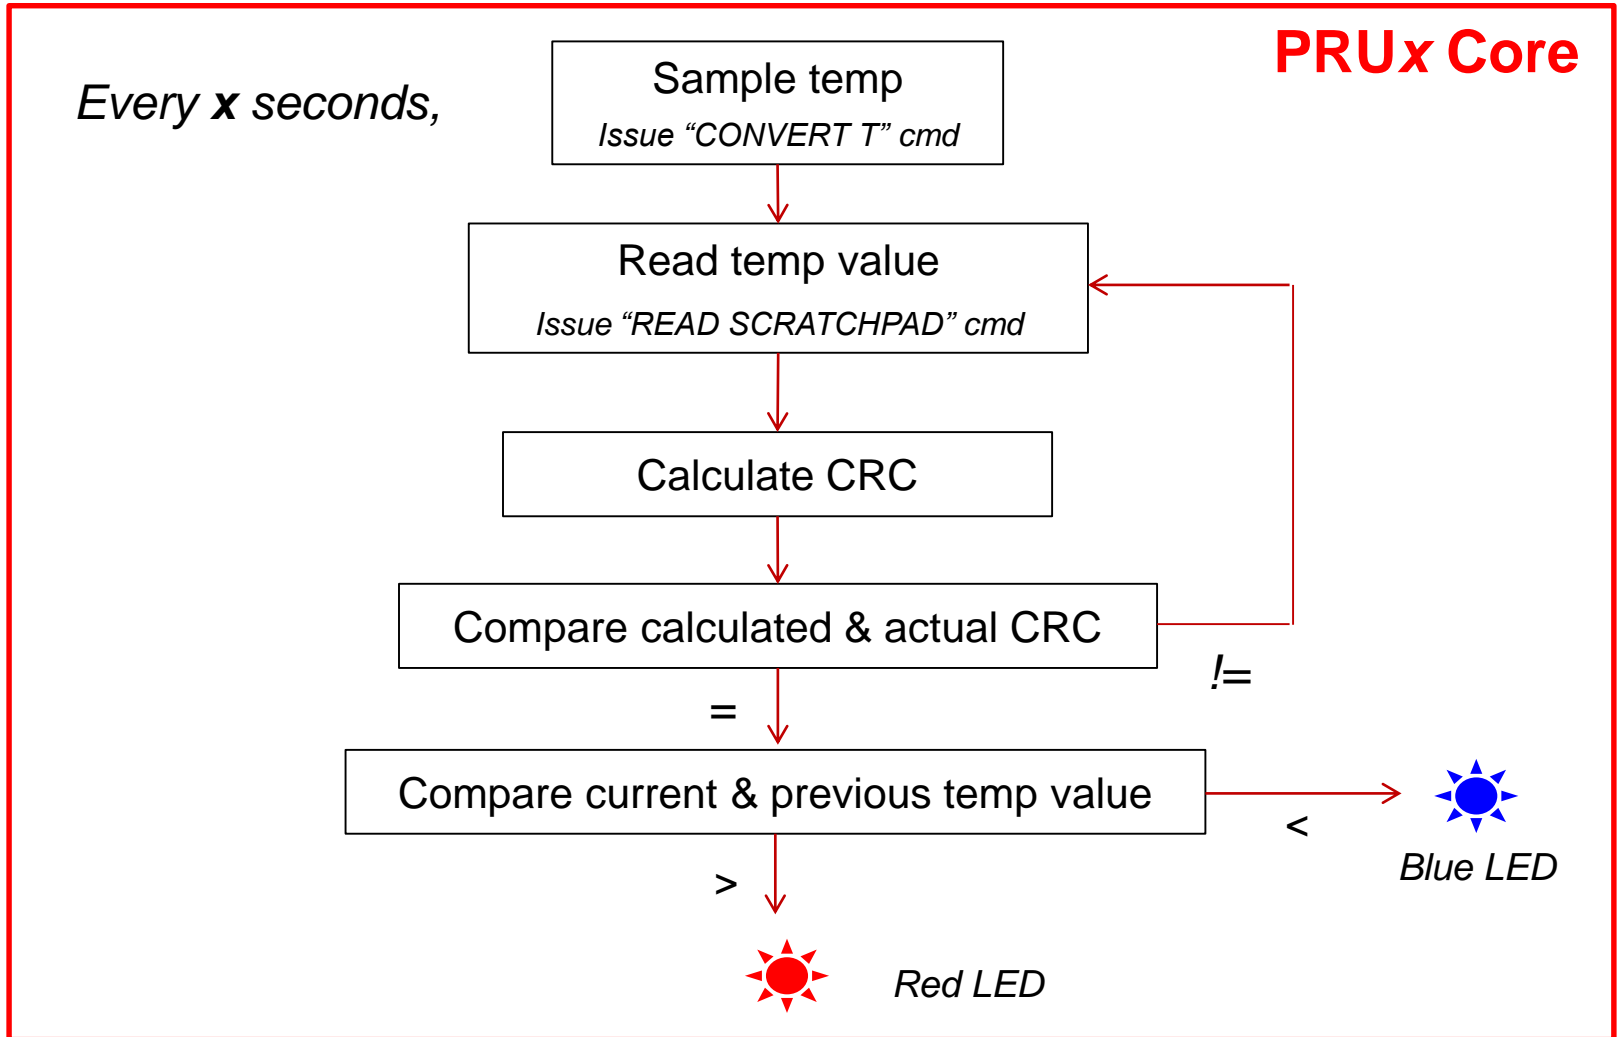 PRUx Core
Every x seconds,
Sample temp
Issue “CONVERT T” cmd
Read temp value
Issue “READ SCRATCHPAD” cmd
Calculate CRC
Compare calculated & actual CRC
!=
=
Compare current & previous temp value
<
Blue LED
>
Red LED